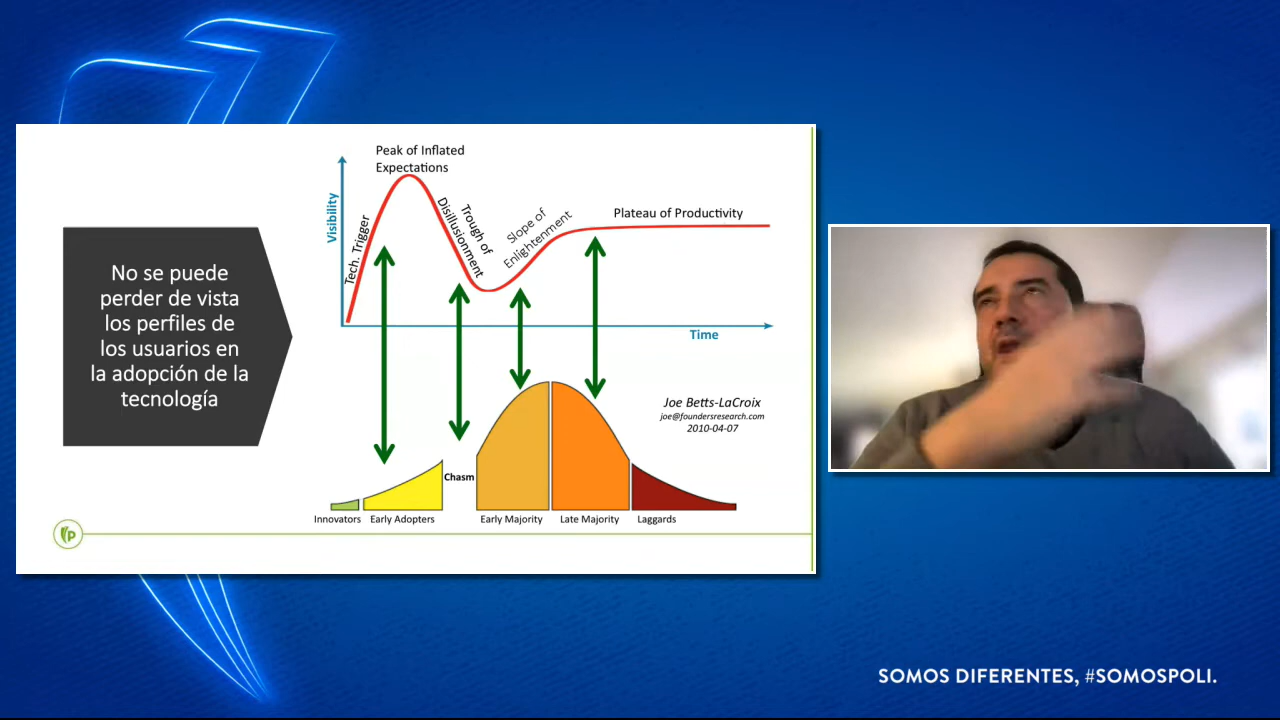 No se puede
perder de vista
los perfiles de
los usuarios en
la adopción de la
tecnología
Peak of Inflated
Expectations
Visibility
Tech. Trigger
Trough of
Disillusionment
Slope of
Enlightenment
Plateau of Productivity
Time
Joe Betts-LaCroix
joe@foundersresearch.com
2010-04-07
Chasm
Innovators
Early Adopters
Early Majority
Late Majority
Laggards
P
SOMOS DIFERENTES, #SOMOSPOLI.